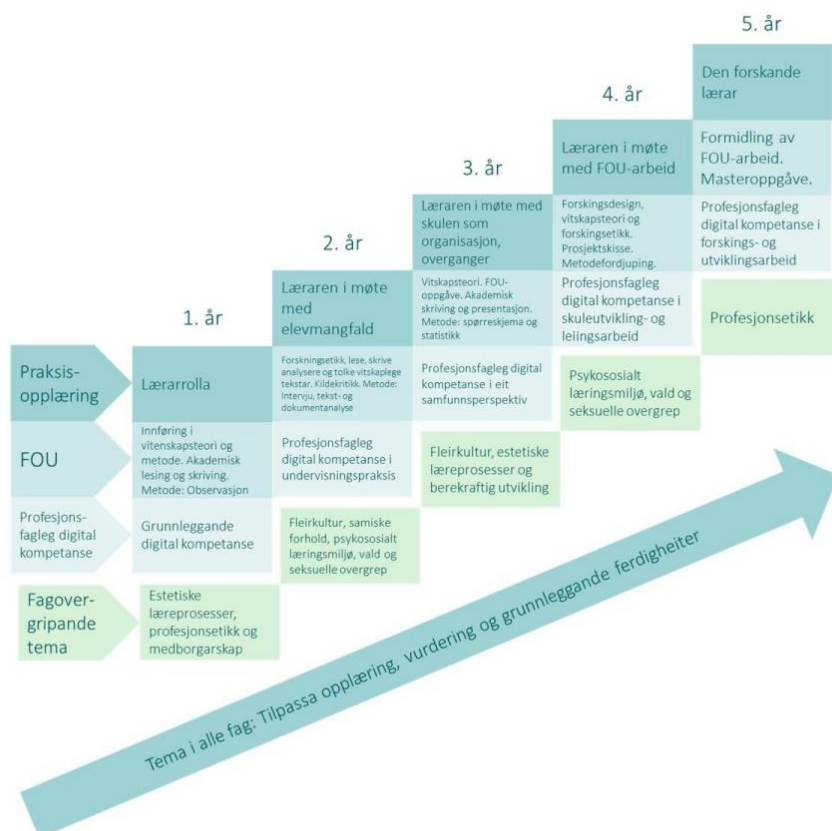 5. år
Den forskande
lærar
Formidling av
FOU-arbeid.
Masteroppgåve.
Profesjonsfagleg
digital kompetanse i
forskings- og
utviklingsarbeid
Profesjonsetikk
4. år
Læraren i møte
med FOU-arbeid
Forskingsdesign,
vitskapsteori og
forskingsetikk.
Prosjektskisse.
Metodefordjuping.
Profesjonsfagleg
digital kompetanse i
skuleutvikling- og
leiingsarbeid
Psykososialt
læringsmiljø, vald og
seksuelle overgrep
3. år
Læraren i møte med
skulen som
organisasjon,
overganger
Vitskapsteori. FOU-
oppgåve. Akademisk
skriving og presentasjon.
Metode: spørreskjema og
statistikk
Profesjonsfagleg digital
kompetanse i eit
samfunnsperspektiv
Fleirkultur, estetiske
læreprosesser og
berekraftig utvikling
2. år
Læraren i møte
med
elevmangfald
Forskningsetikk, lese, skrive
analysere og tolke vitskaplege
tekstar. Kildekritikk. Metode:
Intervju, tekst- og
dokumentanalyse
Profesjonsfagleg
digital kompetanse i
undervisningspraksis
Fleirkultur, samiske
forhold, psykososialt
læringsmiljø, vald og
seksuelle overgrep
1. år
Lærarrolla
Innføring i
vitenskapsteori og
metode. Akademisk
lesing og skriving.
Metode: Observasjon
Grunnleggande
digital kompetanse
Estetiske
læreprosesser,
profesjonsetikk og
medborgarskap
Praksis-
opplæring
FOU
Profesjons-
fagleg digital
kompetanse
Fagover-
gripande
tema
Tema i alle fag: Tilpassa opplæring, vurdering og grunnleggande ferdigheiter